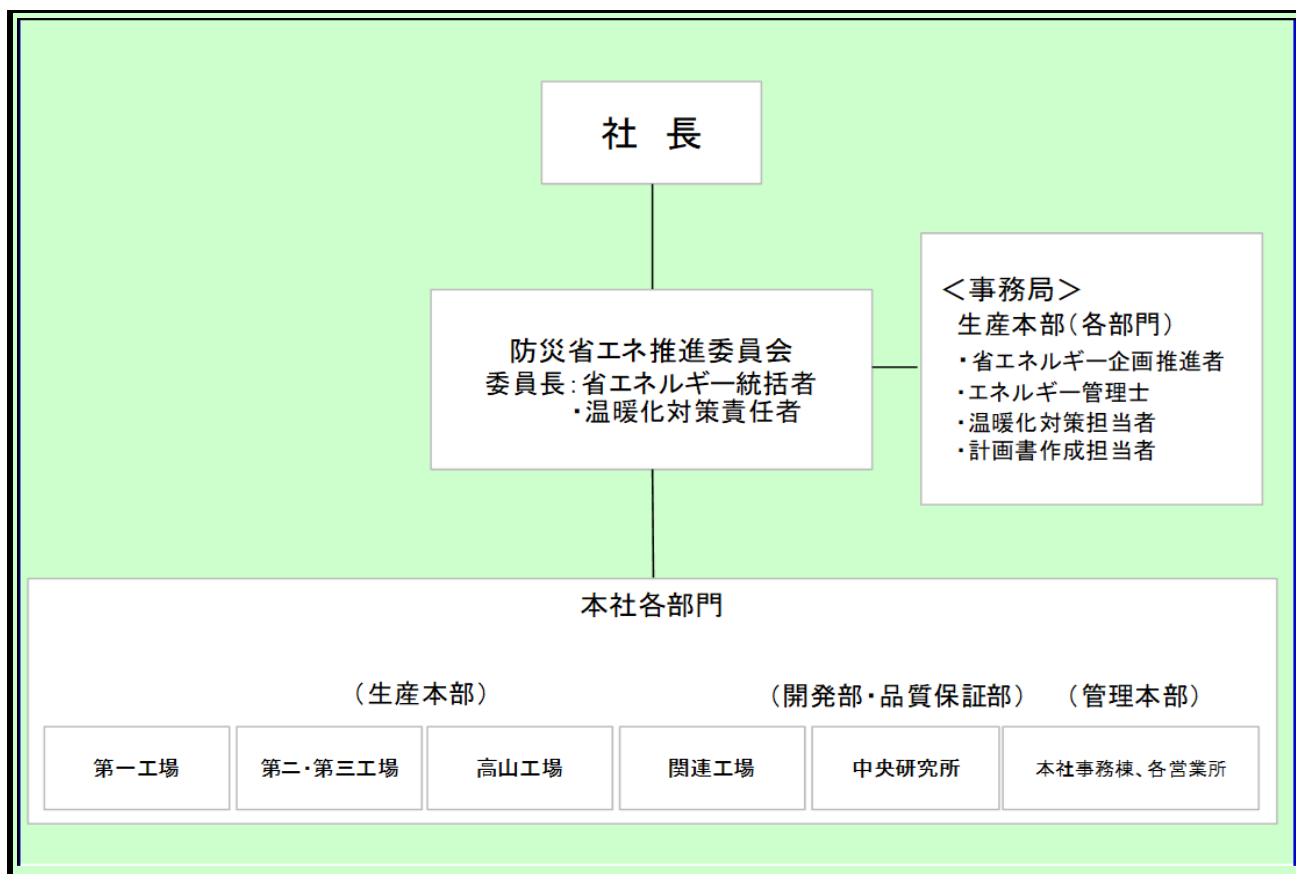 社 長
防災省エネ推進委員会
委員長：省エネルギー統括者
・温暖化対策責任者
＜事務局＞
生産本部（各部門）
・省エネルギー企画推進者
・エネルギー管理士
・温暖化対策担当者
・計画書作成担当者
本社各部門
（生産本部）
（開発部・品質保証部）
（管理本部）
第一工場
第二・第三工場
高山工場
関連工場
中央研究所
本社事務棟、各営業所